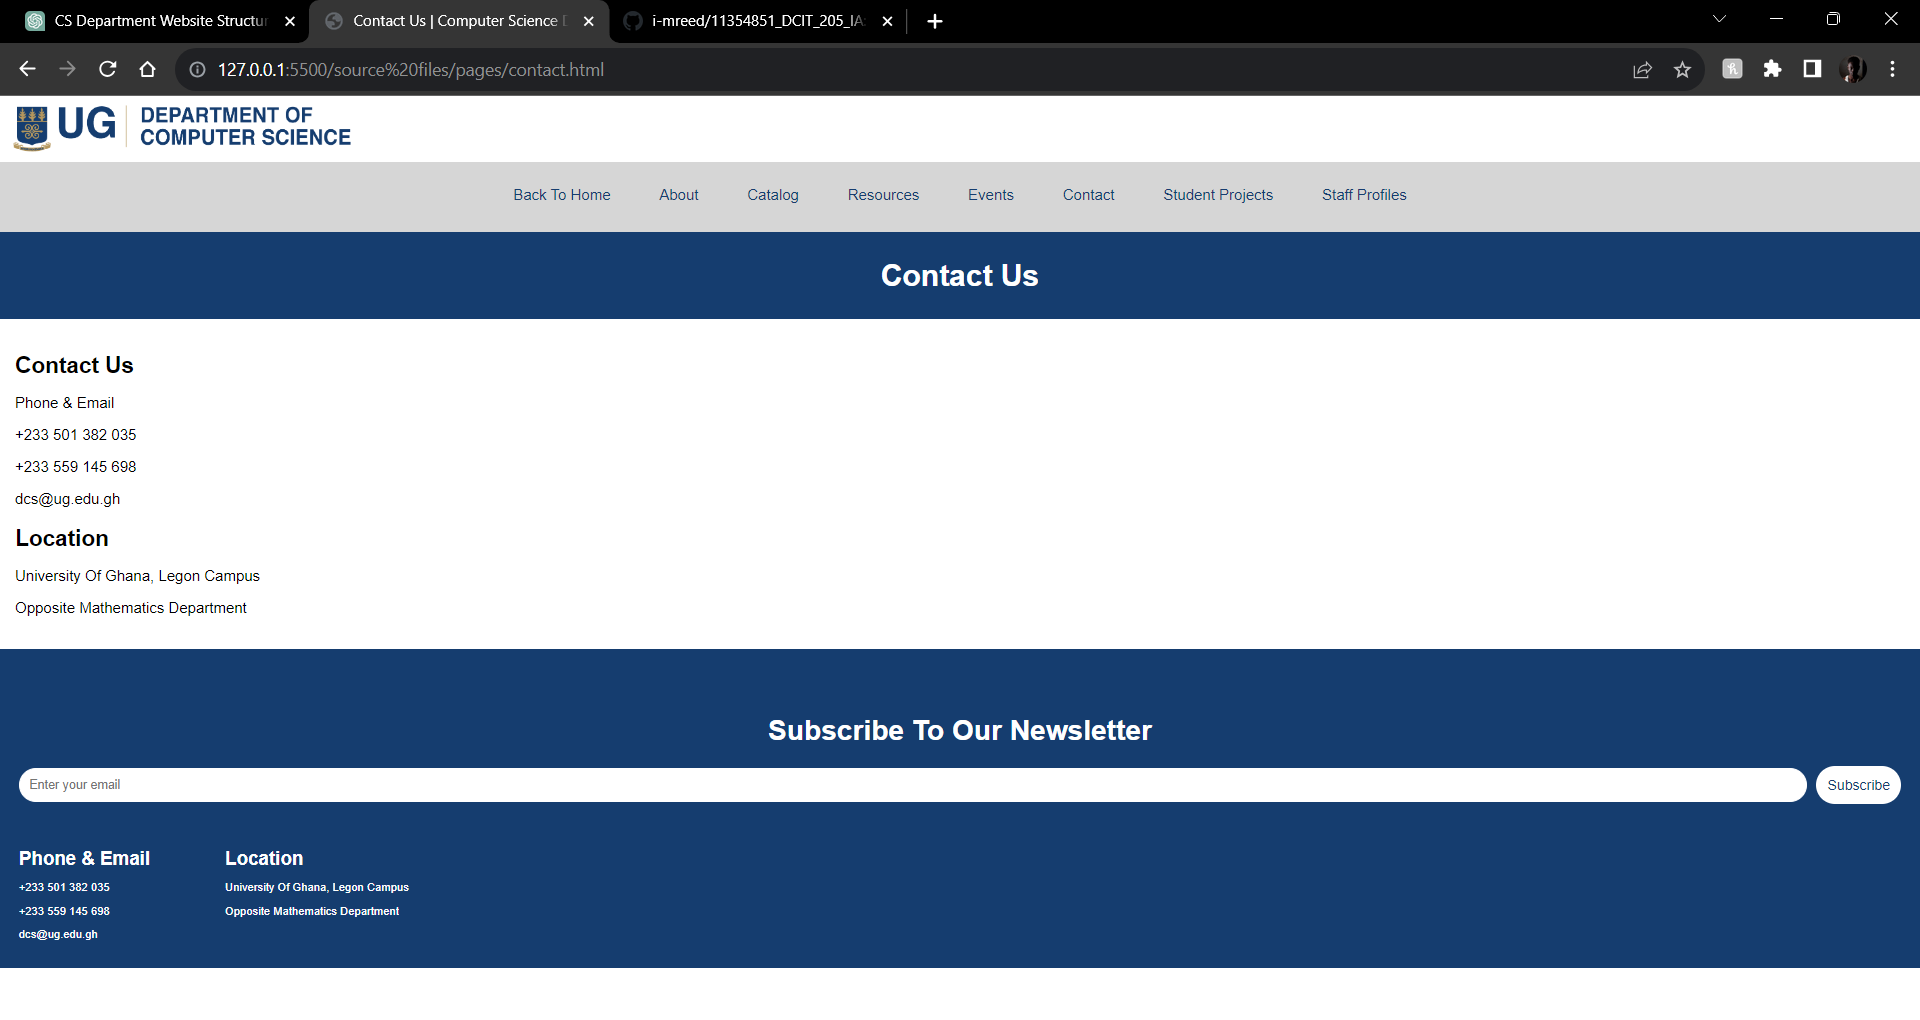 CS Department Website Structur
Contact Us | Computer Science D
i-mreed/11354851_DCIT_205_IA
127.0.0.1:5500/source%20files/pages/contact.html
UG
DEPARTMENT OF
COMPUTER SCIENCE
Back To Home About Catalog Resources Events Contact Student Projects Staff Profiles
Contact Us
Contact Us
Phone & Email
+233 501 382 035
+233 559 145 698
dcs@ug.edu.gh
Location
University Of Ghana, Legon Campus
Opposite Mathematics Department
Subscribe To Our Newsletter
Enter your email Subscribe
Phone & Email
+233 501 382 035
+233 559 145 698
dcs@ug.edu.gh
Location
University Of Ghana, Legon Campus
Opposite Mathematics Department